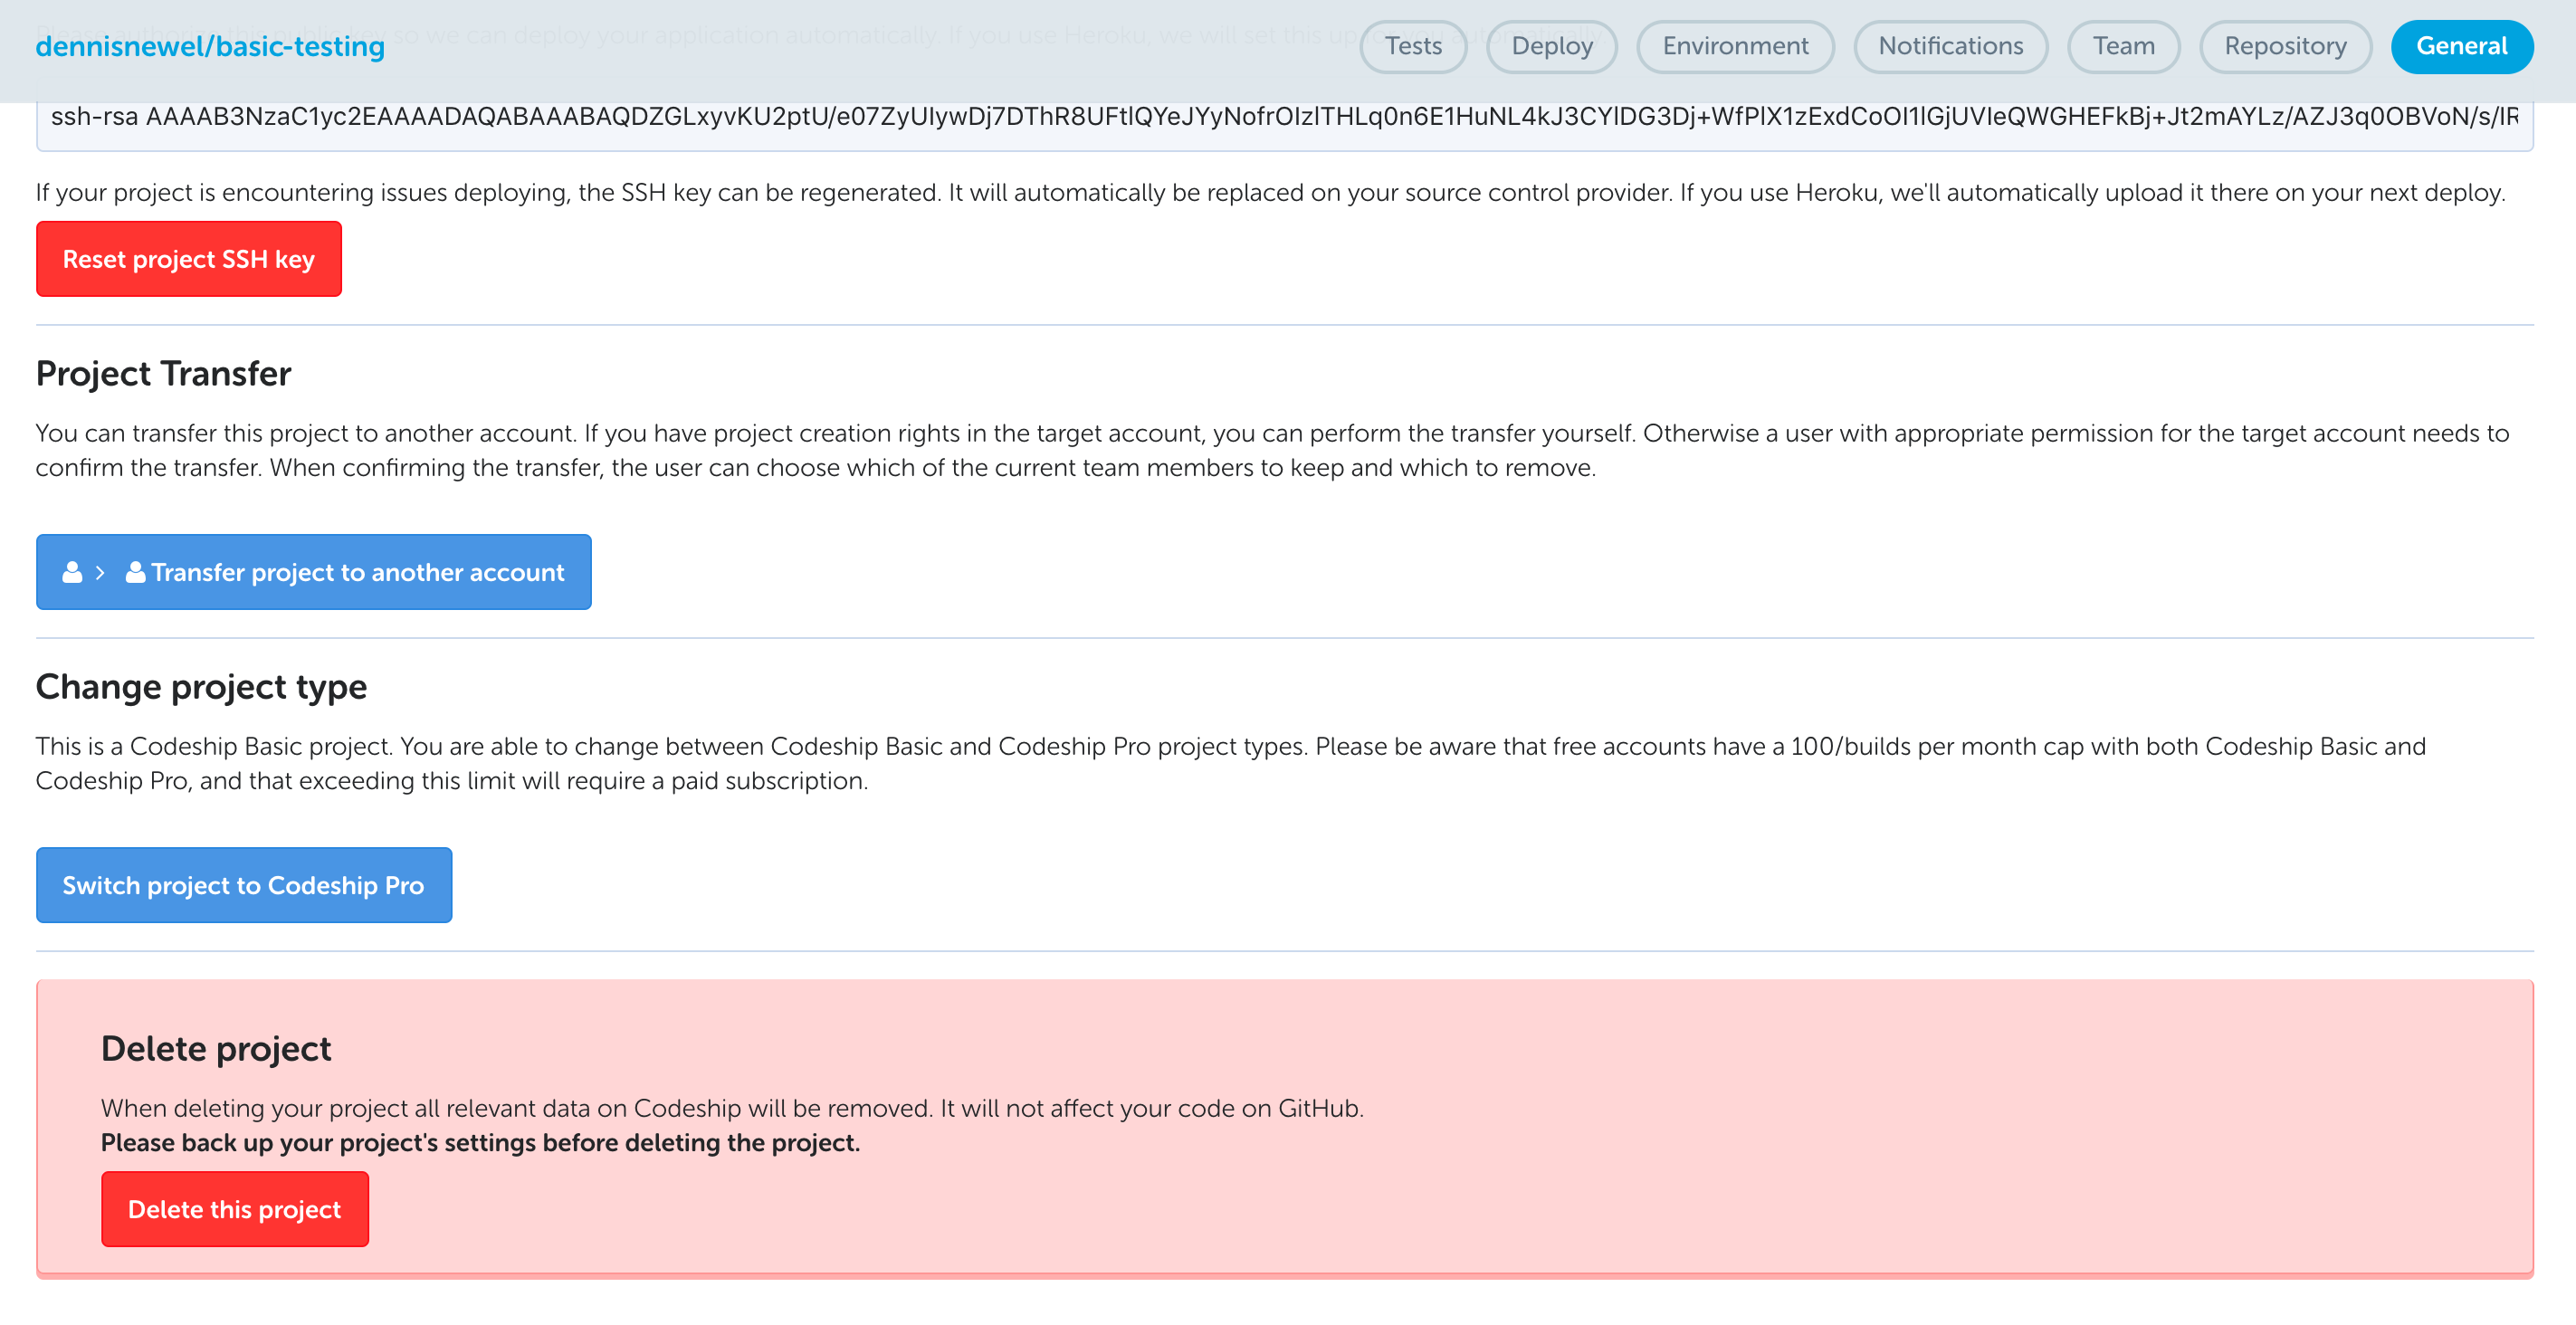 Please authorize this public key so we can deploy your application automatically. If you use Heroku, we will set this up for you automatically
dennisnewel/basic-testing
Tests
Deploy
Environment
Notifications
Team
Repository
General
ssh-rsa AAAAB3NzaC1yc2EAAAADAQABAAABAQDZGLxyvKU2ptU/e07ZyUIywDj7DThR8UFtlQYeJYyNofrOIzlTHLq0n6E1HuNL4kJ3CYlDG3Dj+WfPlX1zExdCoOI1lGjUVIeQWGHEFkBj+Jt2mAYLz/AZJ3q0OBVoN/s/lR
If your project is encountering issues deploying, the SSH key can be regenerated. It will automatically be replaced on your source control provider. If you use Heroku, we'll automatically upload it there on your next deploy.
Reset project SSH key
Project Transfer
You can transfer this project to another account. If you have project creation rights in the target account, you can perform the transfer yourself. Otherwise a user with appropriate permission for the target account needs to
confirm the transfer. When confirming the transfer, the user can choose which of the current team members to keep and which to remove.
Transfer project to another account
Change project type
This is a Codeship Basic project. You are able to change between Codeship Basic and Codeship Pro project types. Please be aware that free accounts have a 100/builds per month cap with both Codeship Basic and
Codeship Pro, and that exceeding this limit will require a paid subscription.
Switch project to Codeship Pro
Delete project
When deleting your project all relevant data on Codeship will be removed. It will not affect your code on GitHub.
Please back up your project's settings before deleting the project.
Delete this project